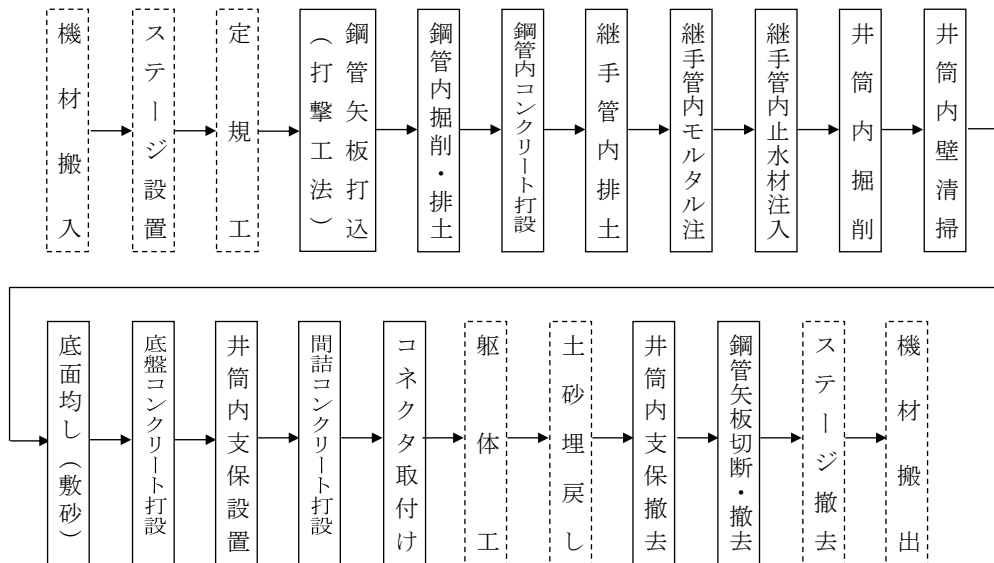 機材搬入
ステージ設置
定規工
鋼管矢板打込
（打撃工法）
鋼管内掘削・排土
鋼管内コンクリート打設
継手管内排土
継手管内モルタル注
継手管内止水材注入
井筒内掘削
井筒内壁清掃
底面均し（敷砂）
底盤コンクリート打設
井筒内支保設置
間詰コンクリート打設
コネクタ取付け
躯体工
土砂埋戻し
井筒内支保撤去
鋼管矢板切断・撤去
ステージ撤去
機材搬出